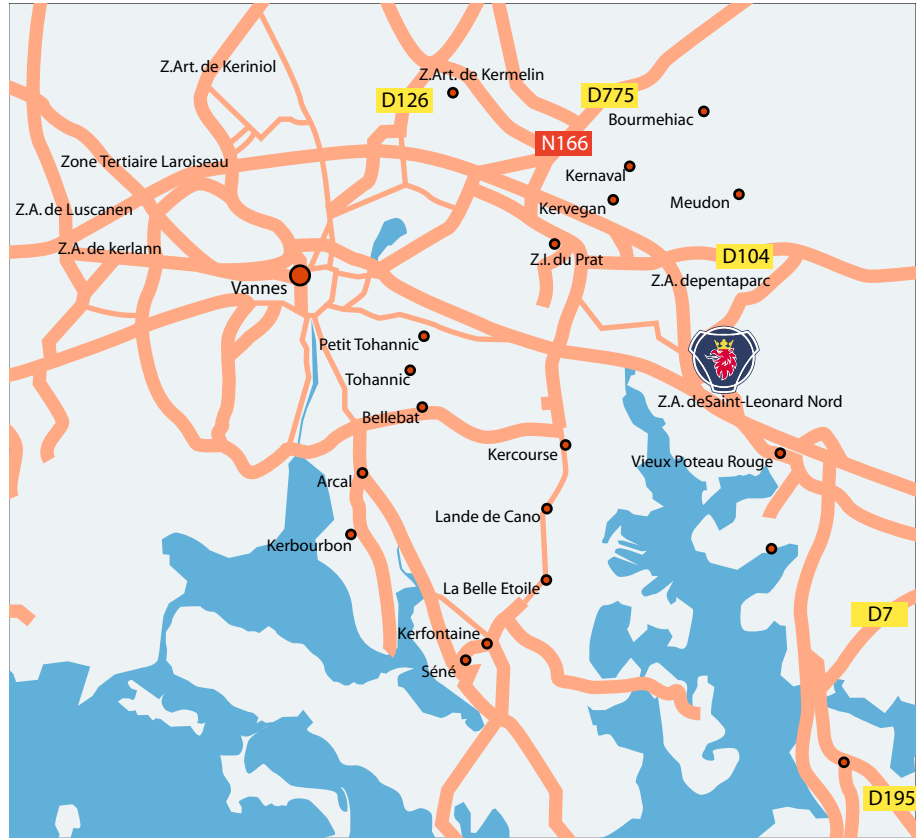 Z.Art. de Keriniol
Z.Art. de Kermelin
D126
D775
Bourmehiac
N166
Zone Tertiaire Laroiseau
Kernaval
Z.A. de Luscanen
Kervegan
Meudon
Z.A. de kerlann
Z.I. du Prat
D104
Z.A. depentaparc
Vannes
Petit Tohannic
Tohannic
Z.A. deSaint-Leonard Nord
Bellebat
Kercourse
Vieux Poteau Rouge
Arcal
Lande de Cano
Kerbourbon
La Belle Etoile
D7
Kerfontaine
Séné
D195